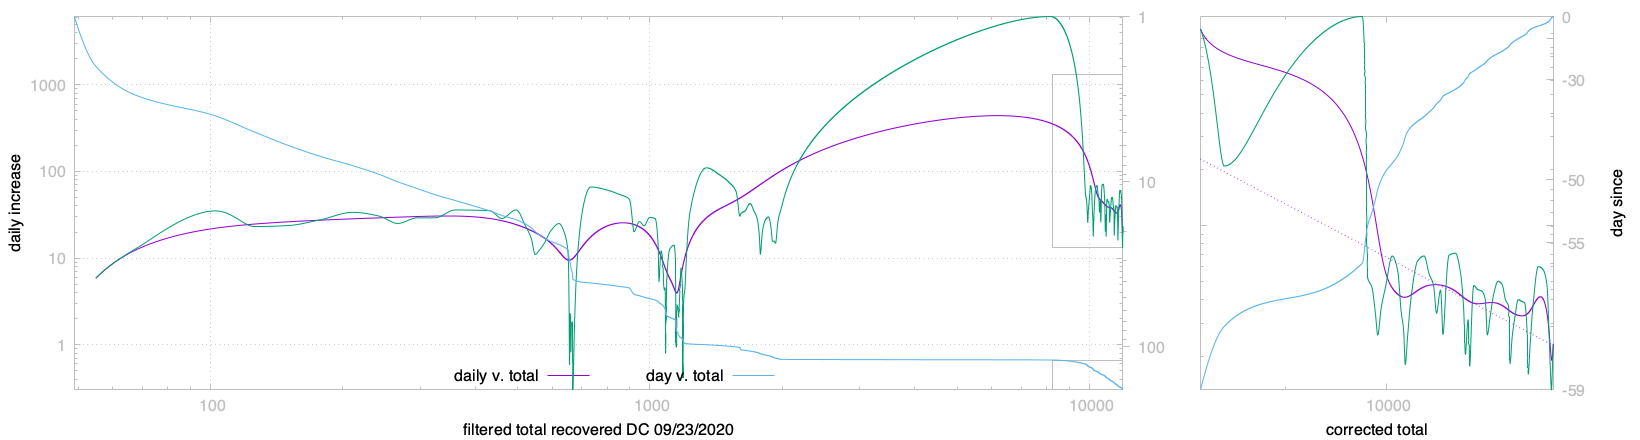 1000
100
10
1
daily increase
100
1000
10000
1
10
100
daily v. total
day v. total
filtered total recovered DC 09/23/2020
0
-30
-50
-55
-59
day since
10000
corrected total